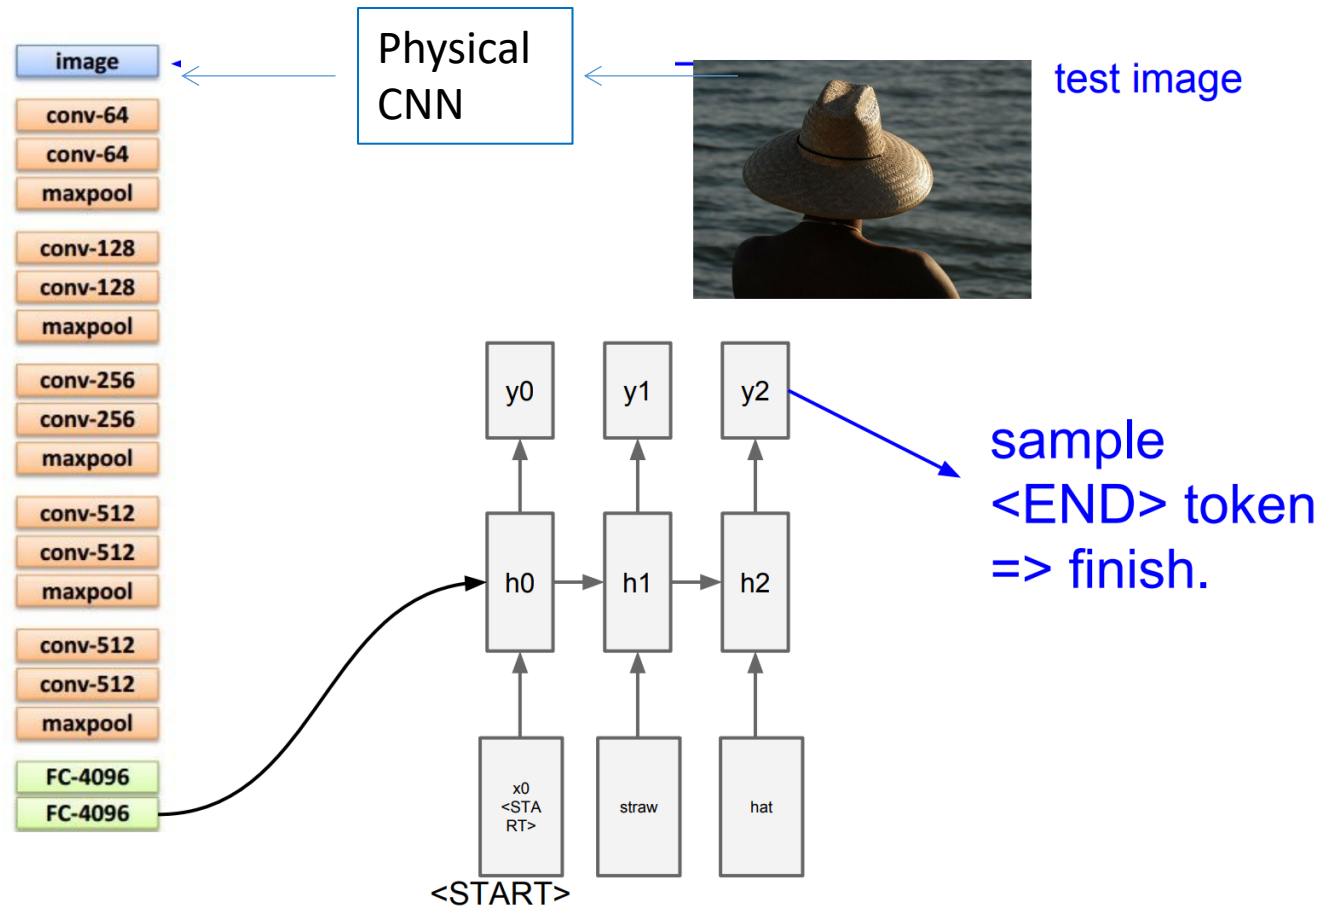 image
conv-64
conv-64
maxpool
conv-128
conv-128
maxpool
conv-256
conv-256
maxpool
conv-512
conv-512
maxpool
conv-512
conv-512
maxpool
FC-4096
FC-4096
Physical
CNN
test image
y0
y1
y2
h0
h1
h2
x0
<STA
RT>
straw
hat
<START>
sample
<END> token
=> finish.